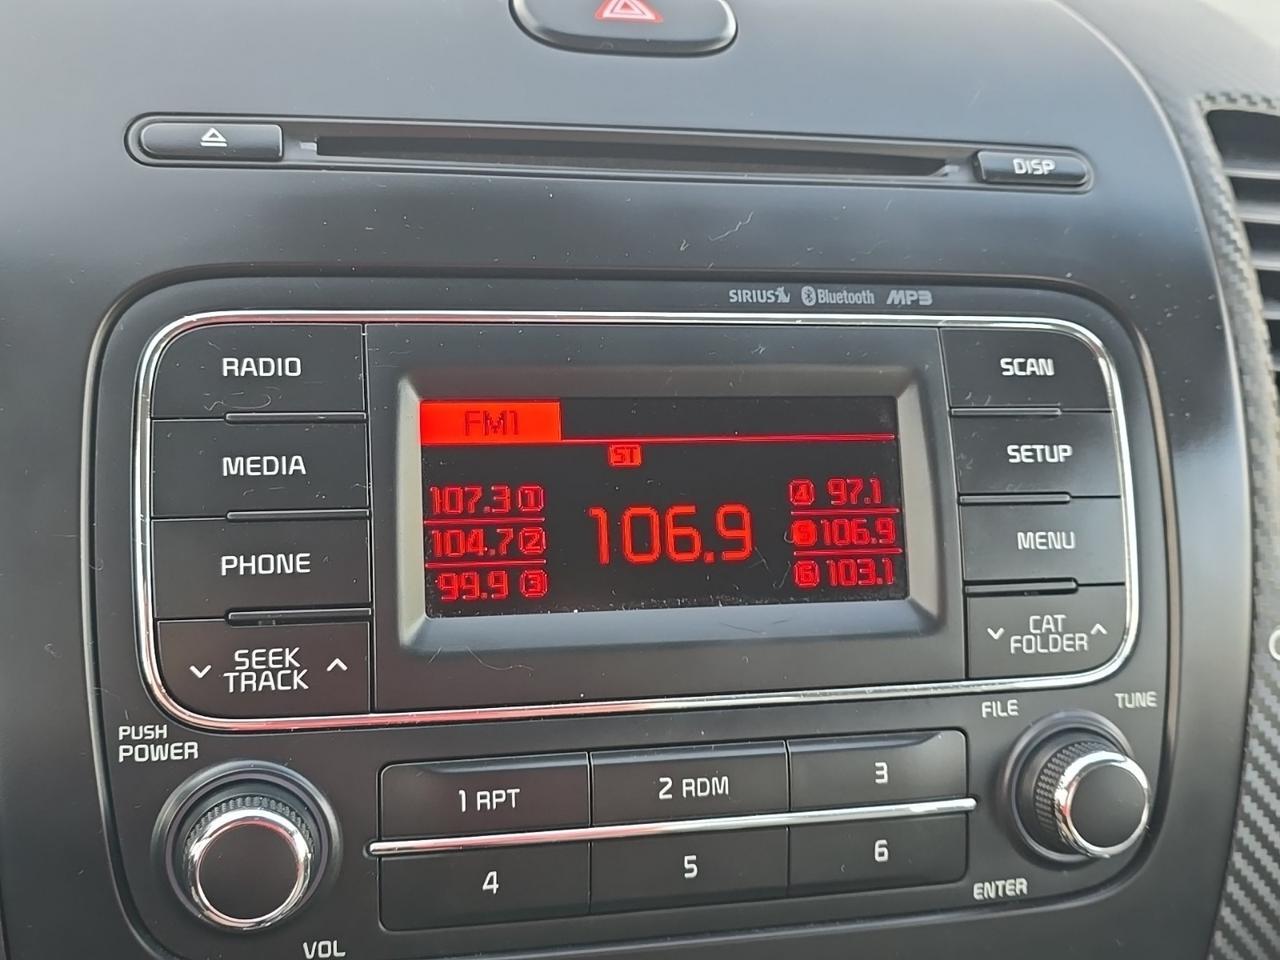 DISP
SIRIUS Bluetooth MP3
RADIO
MEDIA
PHONE
SEEK
TRACK
FM1
ST
107.3 1
104.7 2
99.9 3
106.9
4 97.1
5 106.9
6 103.1
SCAN
SETUP
MENU
CAT
FOLDER
PUSH
POWER
VOL
1 RPT
2 RDM
3
4
5
6
FILE
TUNE
ENTER